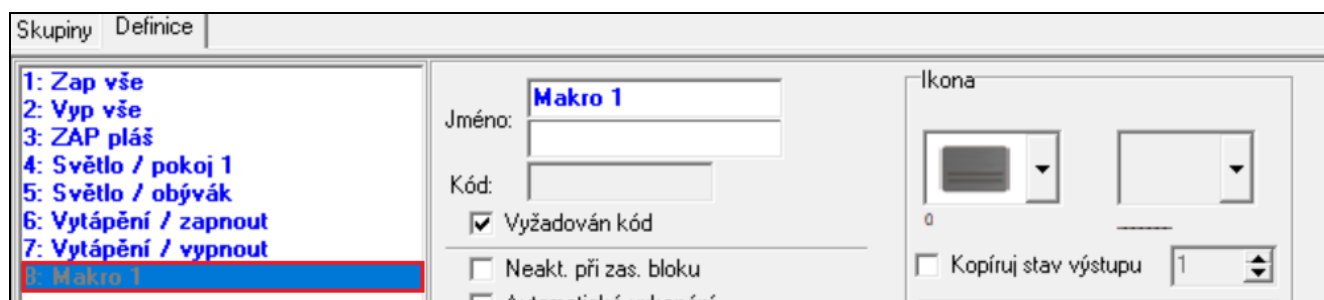 Skupiny Definice
1: Zap vše
2: Vyp vše
3: ZAP pláš
4: Světlo / pokoj 1
5: Světlo / obývák
6: Vytápění / zapnout
7: Vytápění / vypnout
8: Makro 1
Jméno: Makro 1
Kód:
Vyžadován kód
Neakt. při zas. bloku
Ikona
0
Kopíruj stav výstupu 1